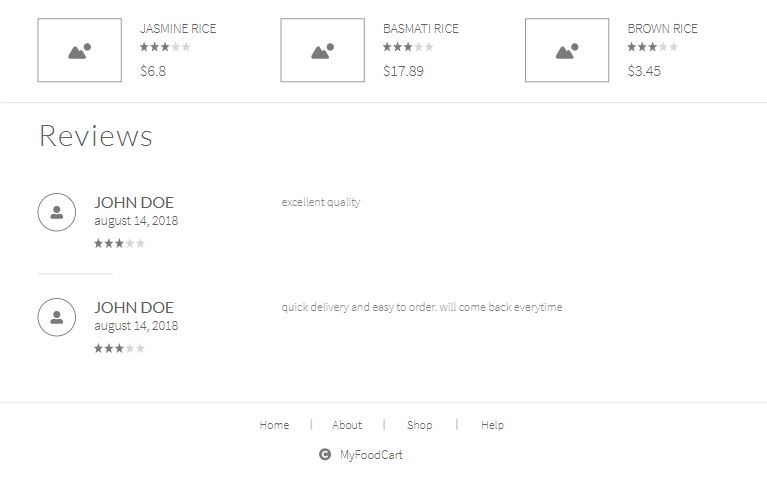 JASMINE RICE
$6.8
BASMATI RICE
$17.89
BROWN RICE
$3.45
Reviews
JOHN DOE
august 14, 2018
excellent quality
JOHN DOE
august 14, 2018
quick delivery and easy to order. will come back everytime
Home | About | Shop | Help
© MyFoodCart